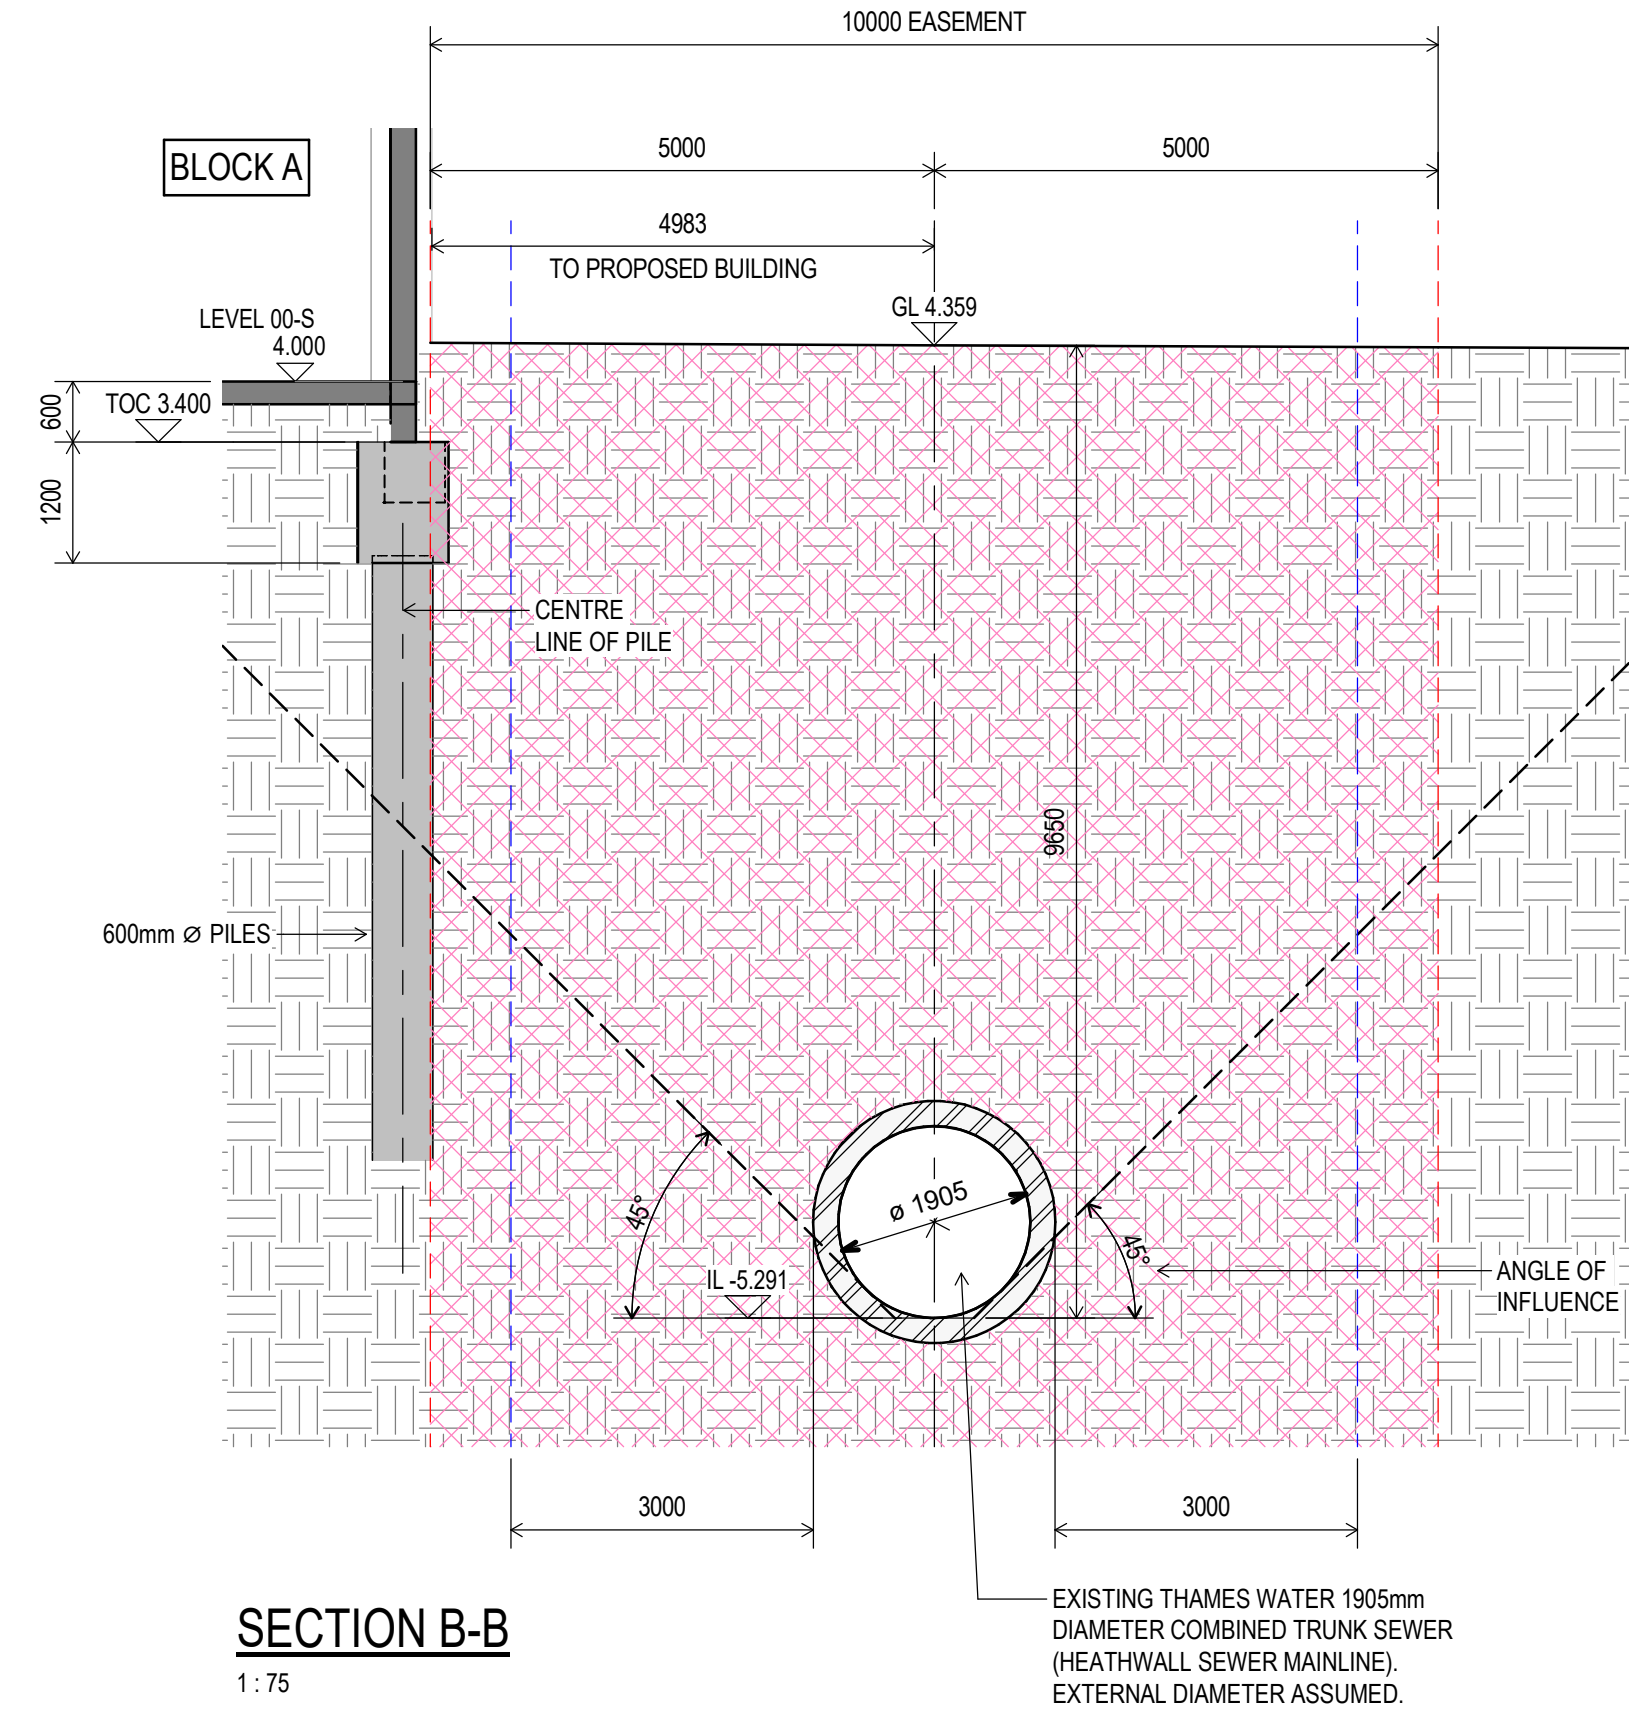 10000 EASEMENT
BLOCK A
5000
5000
4983
TO PROPOSED BUILDING
GL 4.359
LEVEL 00-S
4.000
600
TOC 3.400
1200
CENTRE
LINE OF PILE
9650
600mm Ø PILES
45°
ø 1905
45°
IL -5.291
ANGLE OF
INFLUENCE
3000
3000
EXISTING THAMES WATER 1905mm
DIAMETER COMBINED TRUNK SEWER
(HEATHWALL SEWER MAINLINE).
EXTERNAL DIAMETER ASSUMED.
SECTION B-B
1 : 75